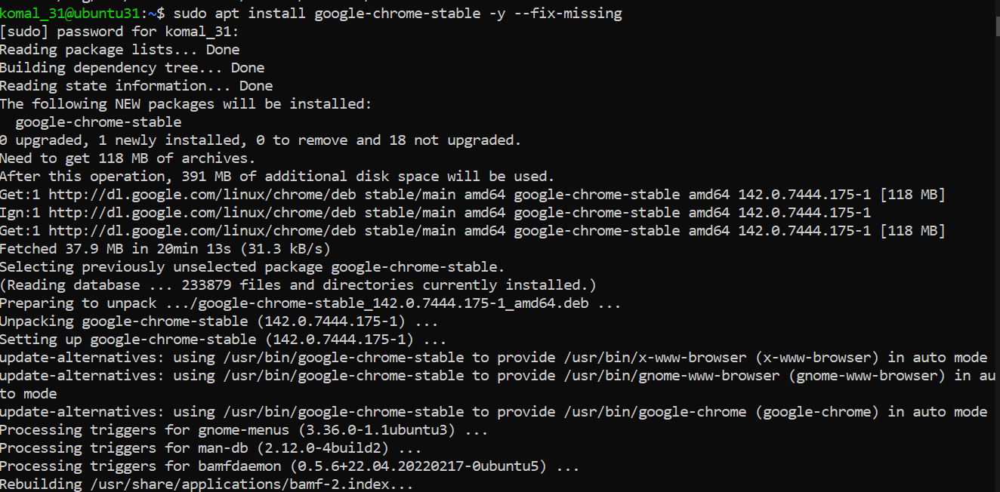 komal_31@ubuntu31:~$ sudo apt install google-chrome-stable -y --fix-missing
[sudo] password for komal_31:
Reading package lists... Done
Building dependency tree... Done
Reading state information... Done
The following NEW packages will be installed:
  google-chrome-stable
0 upgraded, 1 newly installed, 0 to remove and 18 not upgraded.
Need to get 118 MB of archives.
After this operation, 391 MB of additional disk space will be used.
Get:1 http://dl.google.com/linux/chrome/deb stable/main amd64 google-chrome-stable amd64 142.0.7444.175-1 [118 MB]
Ign:1 http://dl.google.com/linux/chrome/deb stable/main amd64 google-chrome-stable amd64 142.0.7444.175-1
Get:1 http://dl.google.com/linux/chrome/deb stable/main amd64 google-chrome-stable amd64 142.0.7444.175-1 [118 MB]
Fetched 37.9 MB in 20min 13s (31.3 kB/s)
Selecting previously unselected package google-chrome-stable.
(Reading database ... 233879 files and directories currently installed.)
Preparing to unpack .../google-chrome-stable_142.0.7444.175-1_amd64.deb ...
Unpacking google-chrome-stable (142.0.7444.175-1) ...
Setting up google-chrome-stable (142.0.7444.175-1) ...
update-alternatives: using /usr/bin/google-chrome-stable to provide /usr/bin/x-www-browser (x-www-browser) in auto mode
update-alternatives: using /usr/bin/google-chrome-stable to provide /usr/bin/gnome-www-browser (gnome-www-browser) in au
to mode
update-alternatives: using /usr/bin/google-chrome-stable to provide /usr/bin/google-chrome (google-chrome) in auto mode
Processing triggers for gnome-menus (3.36.0-1.1ubuntu3) ...
Processing triggers for man-db (2.12.0-4build2) ...
Processing triggers for bamfdaemon (0.5.6+22.04.20220217-0ubuntu5) ...
Rebuilding /usr/share/applications/bamf-2.index...